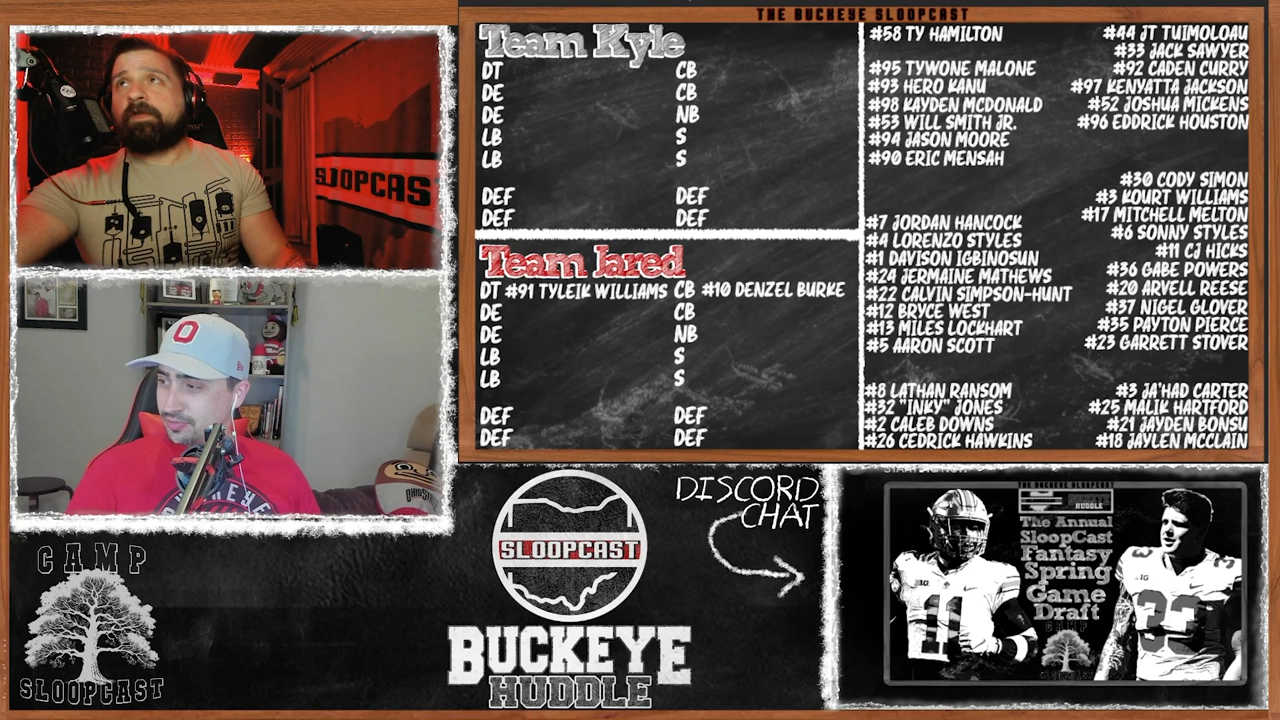 THE BUCKEYE SLOOPCAST
Team Kyle
DT CB
DE CB
DE NB
LB S
LB S
DEF DEF
DEF DEF
Team Jared
DT #91 TYLEIK WILLIAMS CB #10 DENZEL BURKE
DE CB
DE NB
LB S
LB S
DEF DEF
DEF DEF
#58 TY HAMILTON
#95 TYWONE MALONE
#93 HERO KANU
#98 KAYDEN MCDONALD
#53 WILL SMITH JR.
#94 JASON MOORE
#90 ERIC MENSAH
#44 JT TUIMOLOAU
#33 JACK SAWYER
#92 CADEN CURRY
#97 KENYATTA JACKSON
#52 JOSHUA MICKENS
#96 EDDRICK HOUSTON
#30 CODY SIMON
#3 KOURT WILLIAMS
#17 MITCHELL MELTON
#6 SONNY STYLES
#11 CJ HICKS
#36 GABE POWERS
#20 ARVELL REESE
#37 NIGEL GLOVER
#35 PAYTON PIERCE
#23 GARRETT STOVER
#7 JORDAN HANCOCK
#4 LORENZO STYLES
#1 DAVISON IGBINOSUN
#24 JERMAINE MATHEWS
#22 CALVIN SIMPSON-HUNT
#12 BRYCE WEST
#13 MILES LOCKHART
#5 AARON SCOTT
#8 LATHAN RANSOM
#32 "INKY" JONES
#2 CALEB DOWNS
#26 CEDRICK HAWKINS
#3 JA'HAD CARTER
#25 MALIK HARTFORD
#21 JAYDEN BONSU
#18 JAYLEN MCCLAIN
SLOOPCAS
O
CAMP
SLOOPCAST
SLOOPCAST
BUCKEYE
HUDDLE
DISCORD
CHAT
THE BUCKEYE SLOOPCAST
BUCKEYE
HUDDLE
The Annual
SloopCast
Fantasy
Spring
Game
Draft
CAMP
11
33